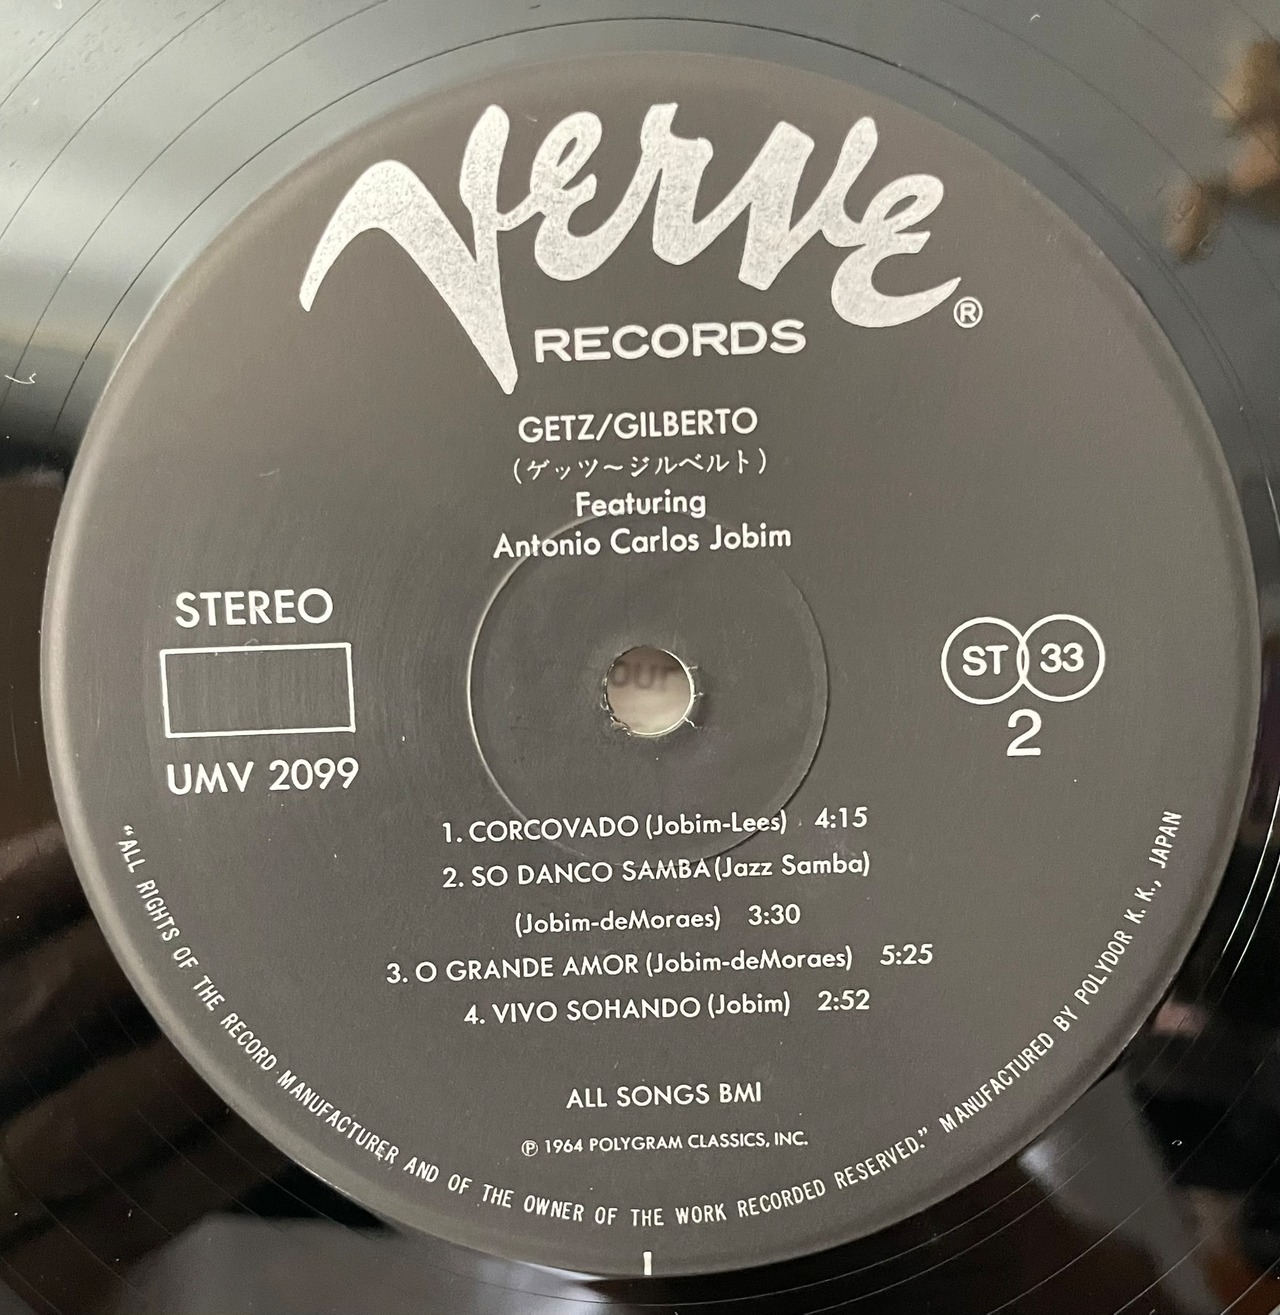 Verve®
RECORDS
GETZ/GILBERTO
(ゲッツ〜ジルベルト)
Featuring
Antonio Carlos Jobim
STEREO
UMV 2099
ST 33
2
1. CORCOVADO (Jobim-Lees) 4:15
2. SO DANCO SAMBA (Jazz Samba)
(Jobim-deMoraes) 3:30
3. O GRANDE AMOR (Jobim-deMoraes) 5:25
4. VIVO SOHANDO (Jobim) 2:52
ALL SONGS BMI
℗ 1964 POLYGRAM CLASSICS, INC.
“ALL RIGHTS OF THE RECORD MANUFACTURER AND OF THE OWNER OF THE WORK RECORDED RESERVED.” MANUFACTURED BY POLYDOR K. K., JAPAN